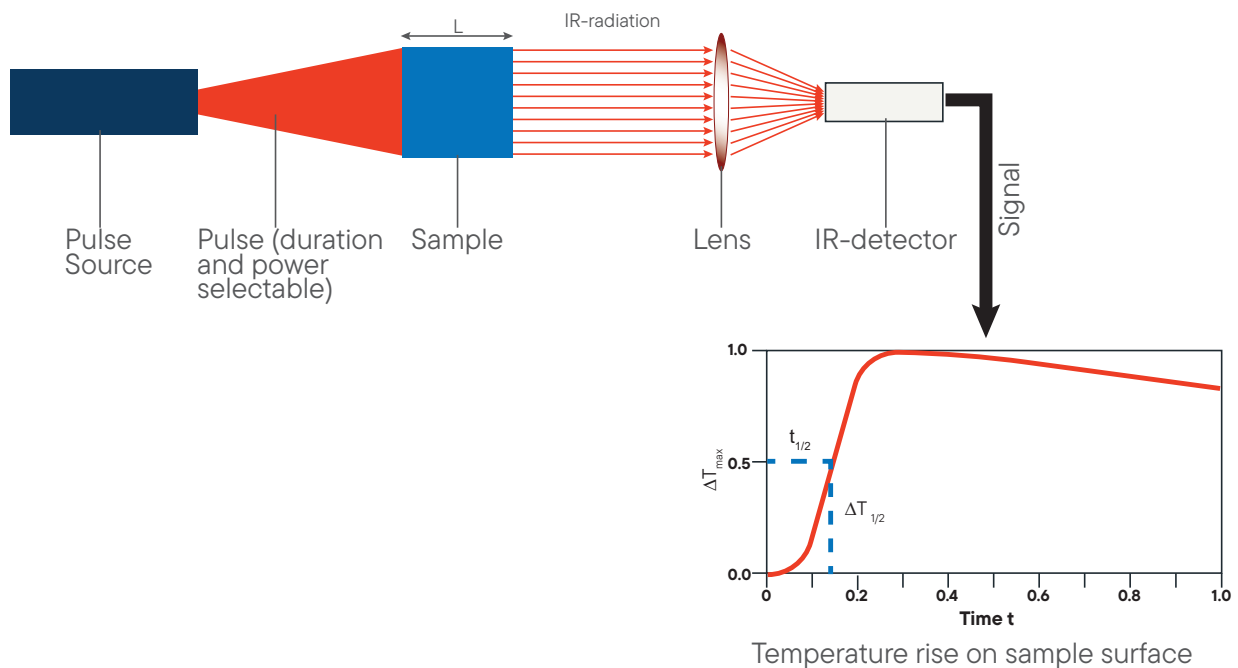 L
IR-radiation
Pulse
Source
Pulse (duration
and power
selectable)
Sample
Lens
IR-detector
Signal
1.0
0.5
0.0
ΔTmax
t1/2
ΔT 1/2
0
0.2
0.4
0.6
0.8
1.0
Time t
Temperature rise on sample surface